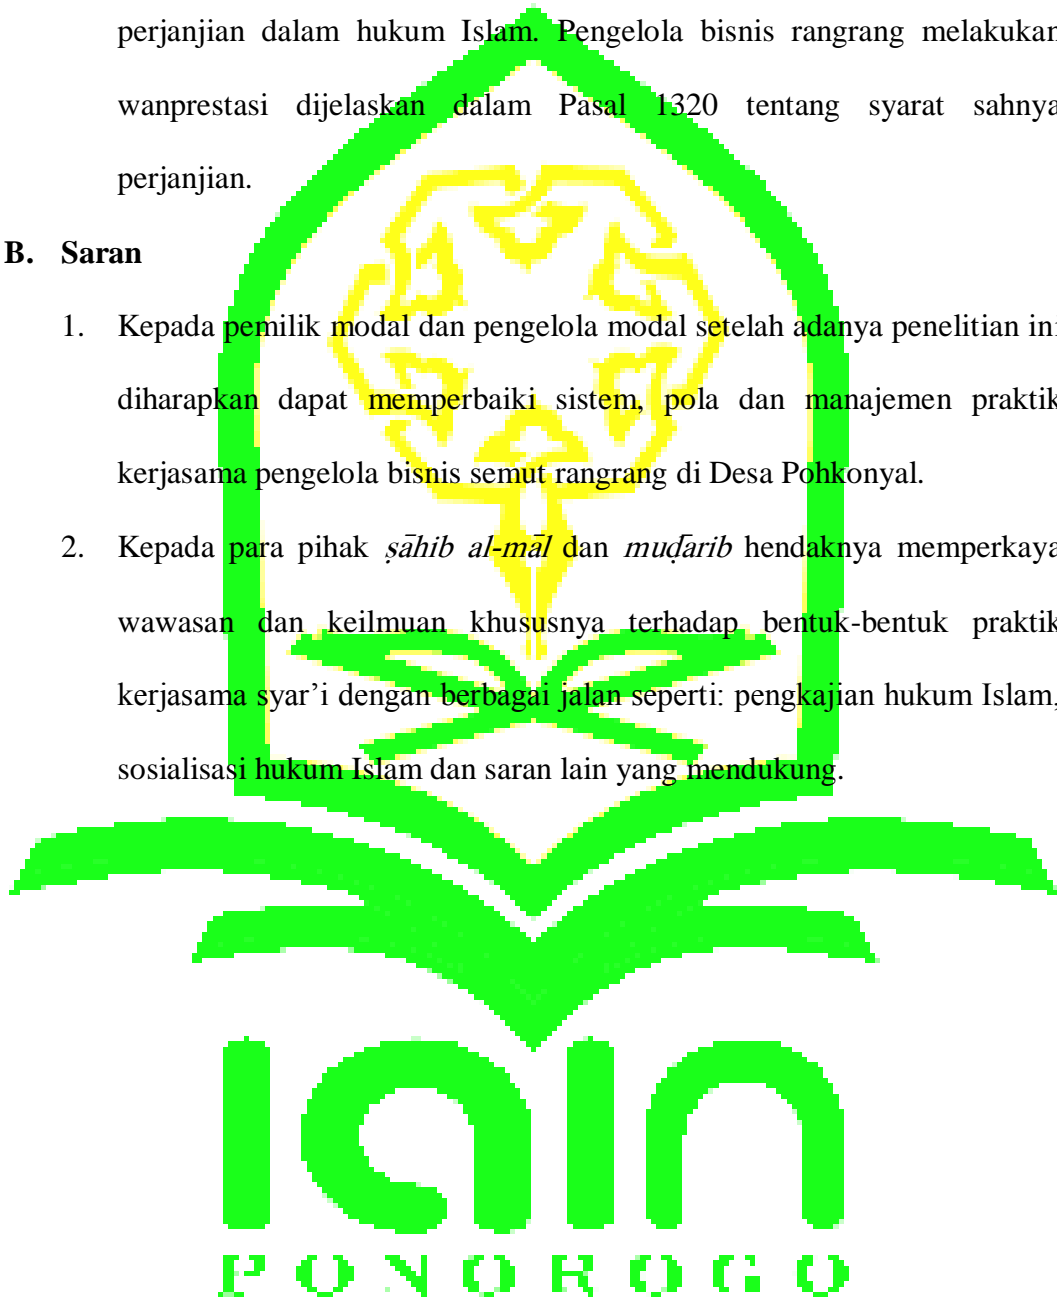 perjanjian dalam hukum Islam. Pengelola bisnis rangrang melakukan
wanprestasi dijelaskan dalam Pasal 1320 tentang syarat sahnya
perjanjian.
B. Saran
1. Kepada pemilik modal dan pengelola modal setelah adanya penelitian ini
diharapkan dapat memperbaiki sistem, pola dan manajemen praktik
kerjasama pengelola bisnis semut rangrang di Desa Pohkonyal.
2. Kepada para pihak ṣāhib al-māl dan muḍarib hendaknya memperkaya
wawasan dan keilmuan khususnya terhadap bentuk-bentuk praktik
kerjasama syar’i dengan berbagai jalan seperti: pengkajian hukum Islam,
sosialisasi hukum Islam dan saran lain yang mendukung.
IAIN
PONOROGO